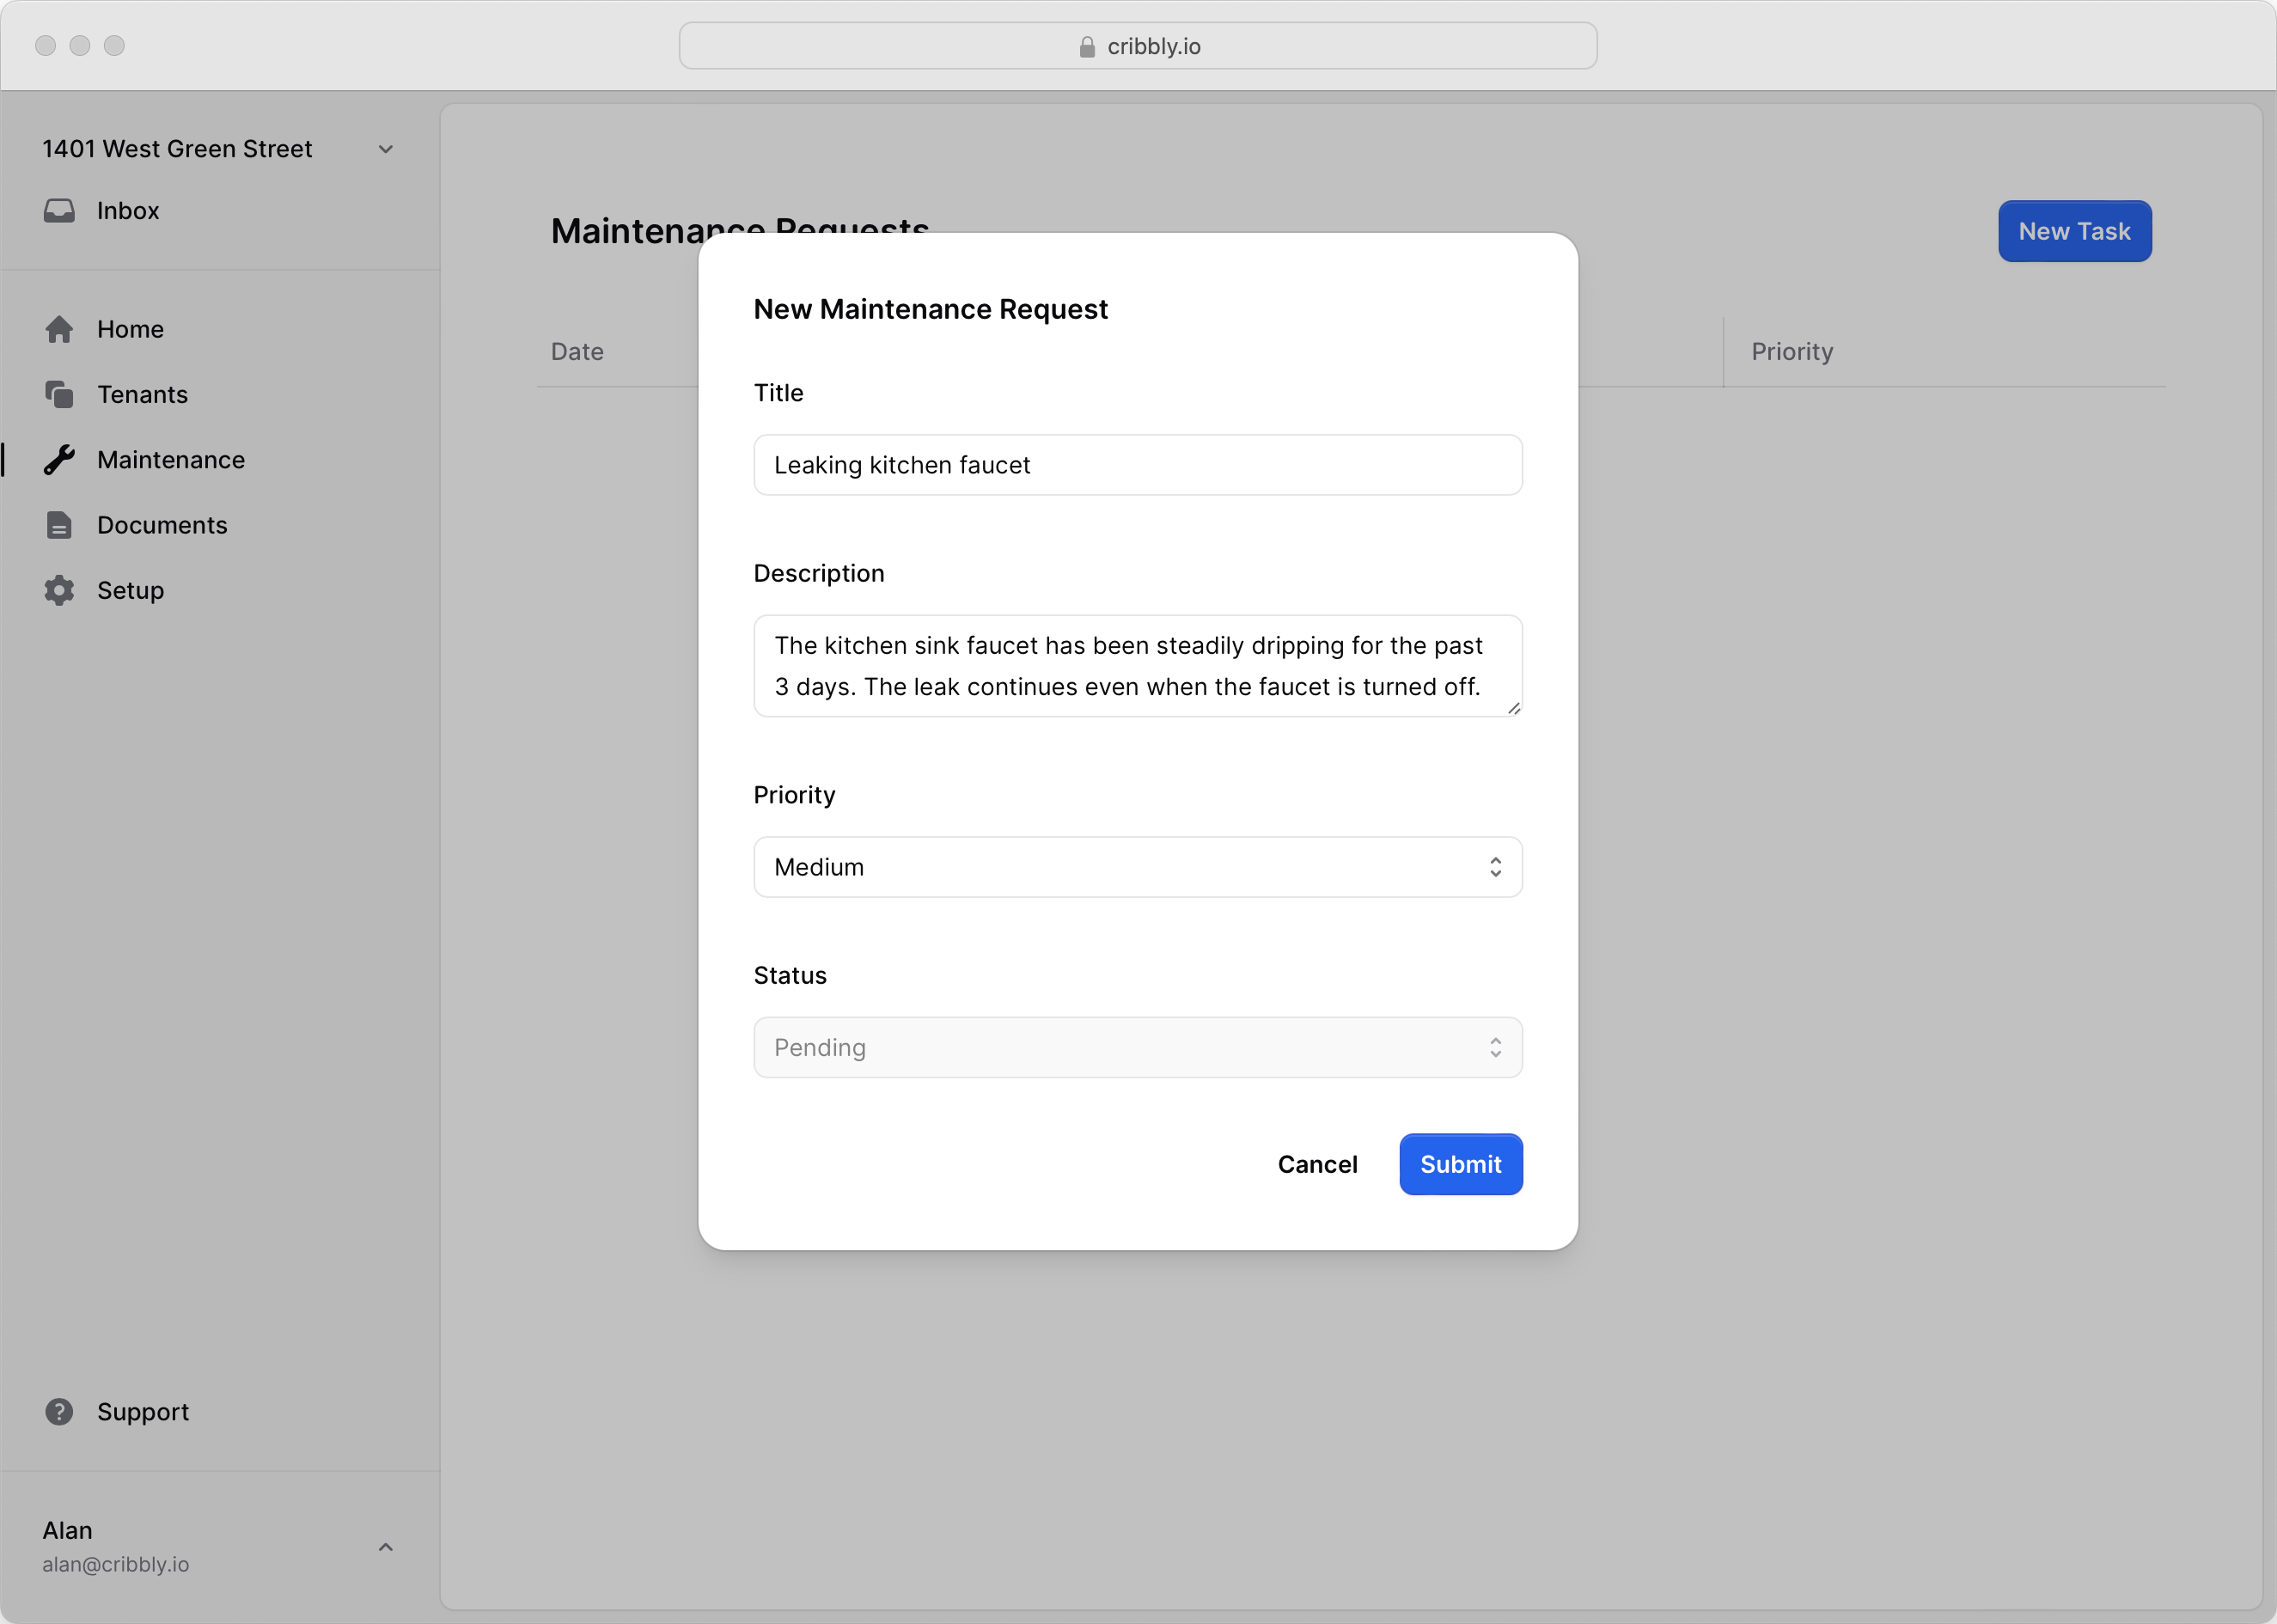 cribbly.io
1401 West Green Street
Inbox
Home
Tenants
Maintenance
Documents
Setup
Support
Alan
alan@cribbly.io
Maintenance Requests
New Task
Date
Priority
New Maintenance Request
Title
Leaking kitchen faucet
Description
The kitchen sink faucet has been steadily dripping for the past
3 days. The leak continues even when the faucet is turned off.
Priority
Medium
Status
Pending
Cancel
Submit